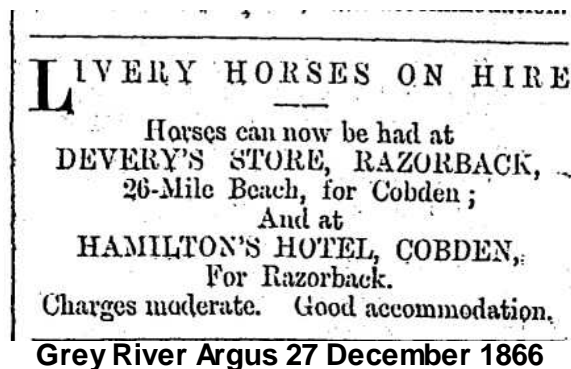 LIVERY HORSES ON HIRE
Horses can now be had at
DEVERY'S STORE, RAZORBACK,
26-Mile Beach, for Cobden ;
And at
HAMILTON'S HOTEL, COBDEN,
For Razorback.
Charges moderate. Good accommodation.
Grey River Argus 27 December 1866